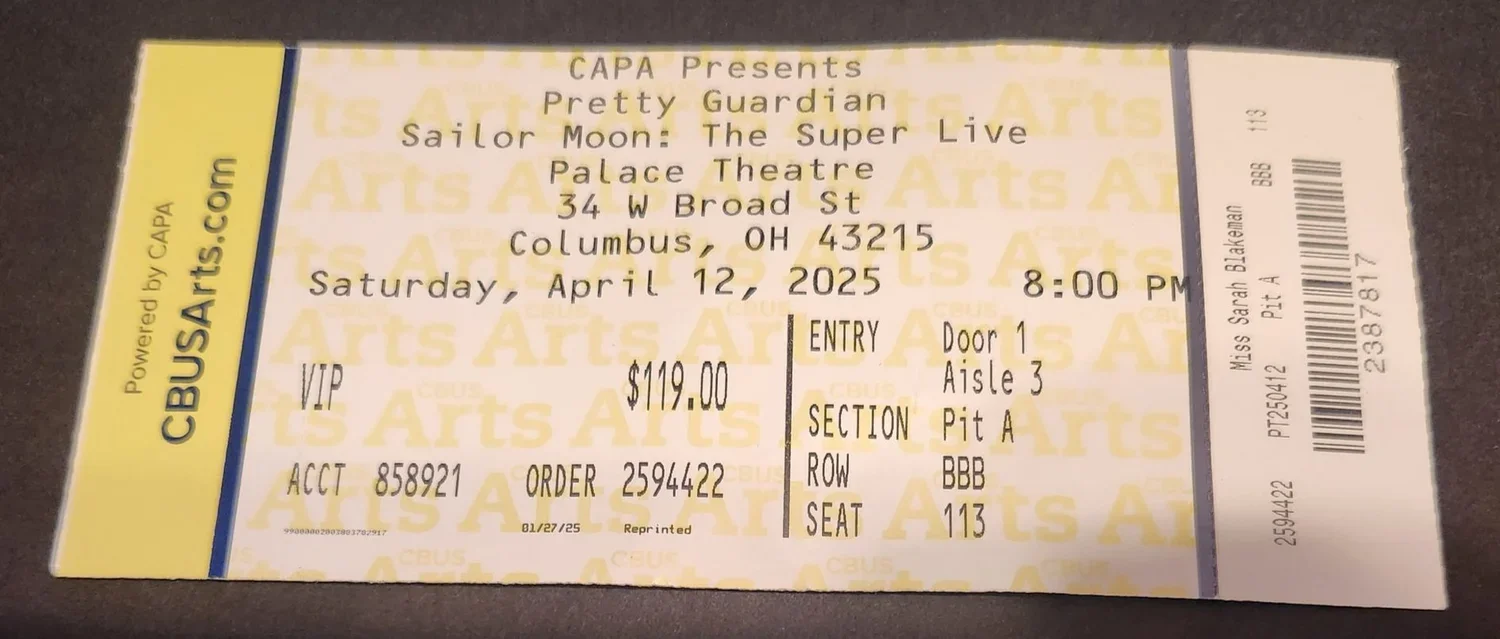 Powered by CAPA
CBUSArts.com
CAPA Presents
Pretty Guardian
Sailor Moon: The Super Live
Palace Theatre
34 W Broad St
Columbus, OH 43215
Saturday, April 12, 2025 8:00 PM
VIP $119.00
ACCT 858921 ORDER 2594422
01/27/25 Reprinted
ENTRY Door 1
Aisle 3
SECTION Pit A
ROW BBB
SEAT 113
Miss Sarah Blakeman
2594422 PT250412 Pit A BBB 113
2387817